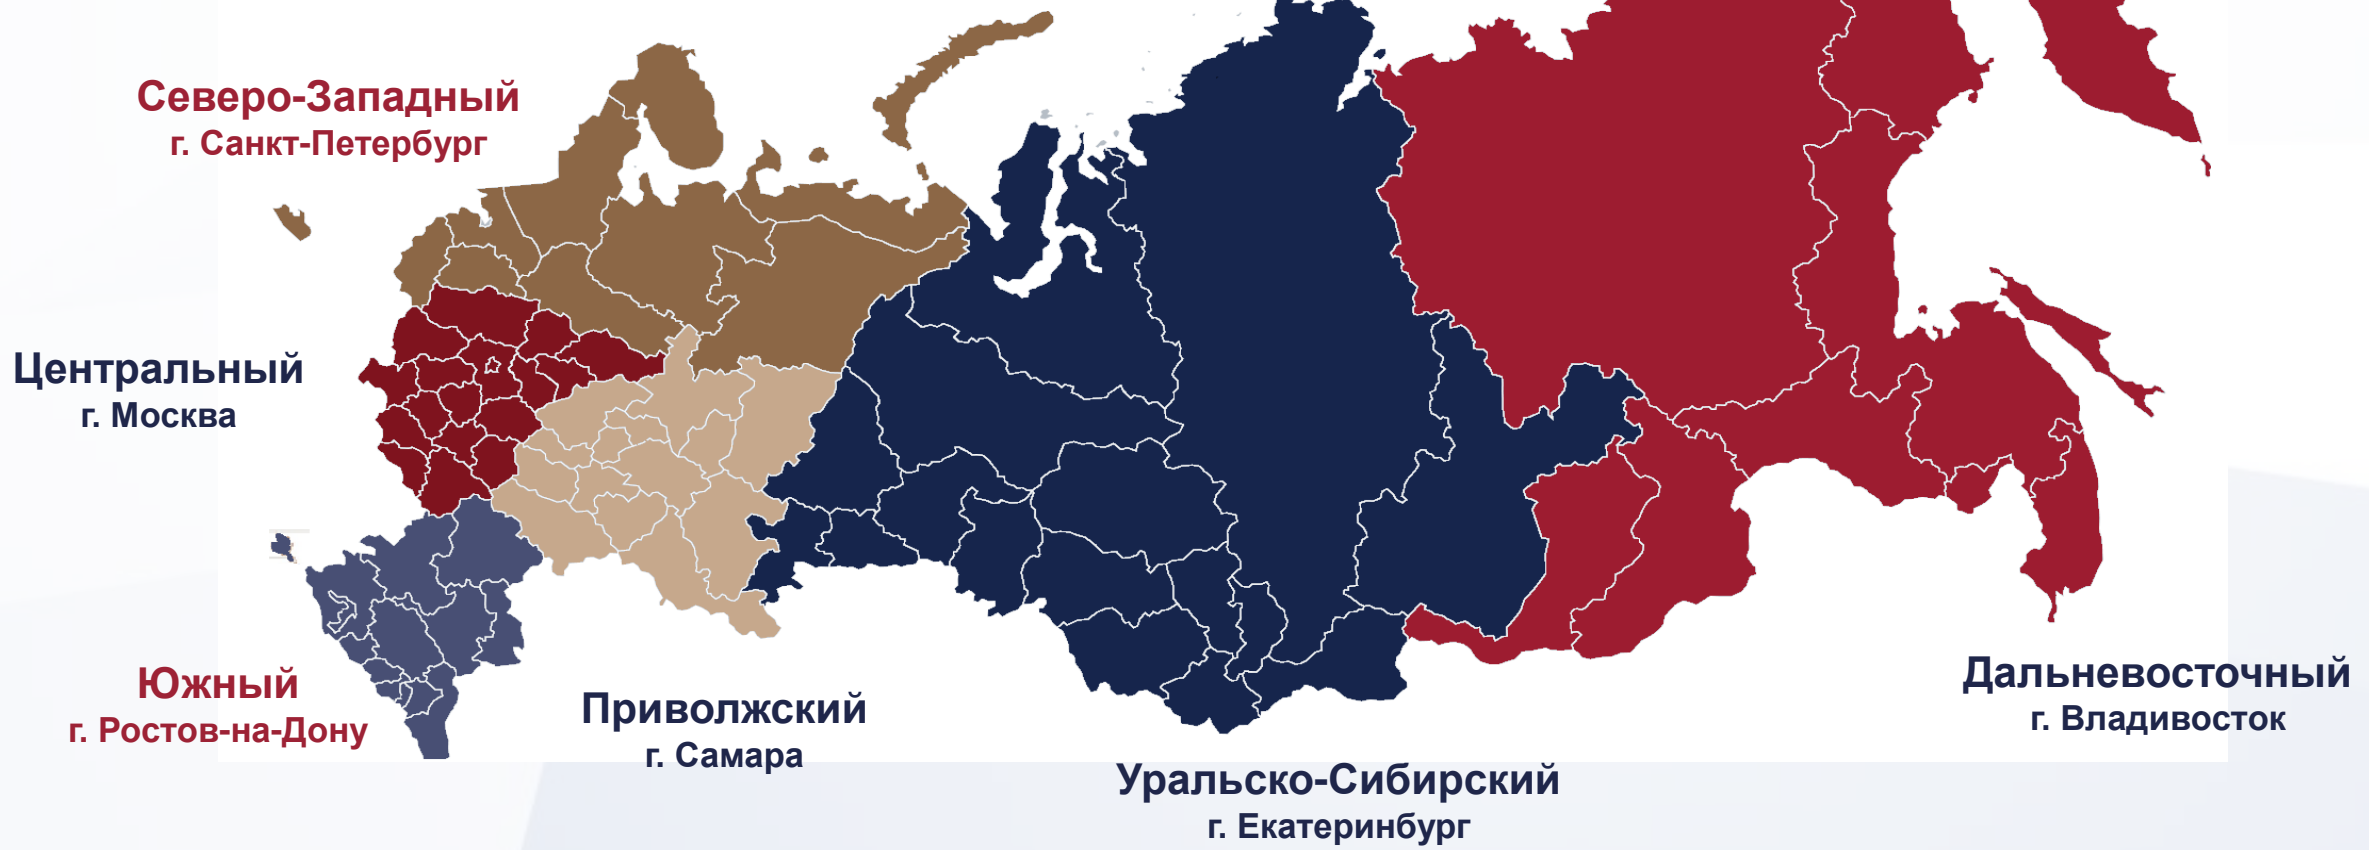 Северо-Западный
г. Санкт-Петербург
Центральный
г. Москва
Южный
г. Ростов-на-Дону
Приволжский
г. Самара
Уральско-Сибирский
г. Екатеринбург
Дальневосточный
г. Владивосток